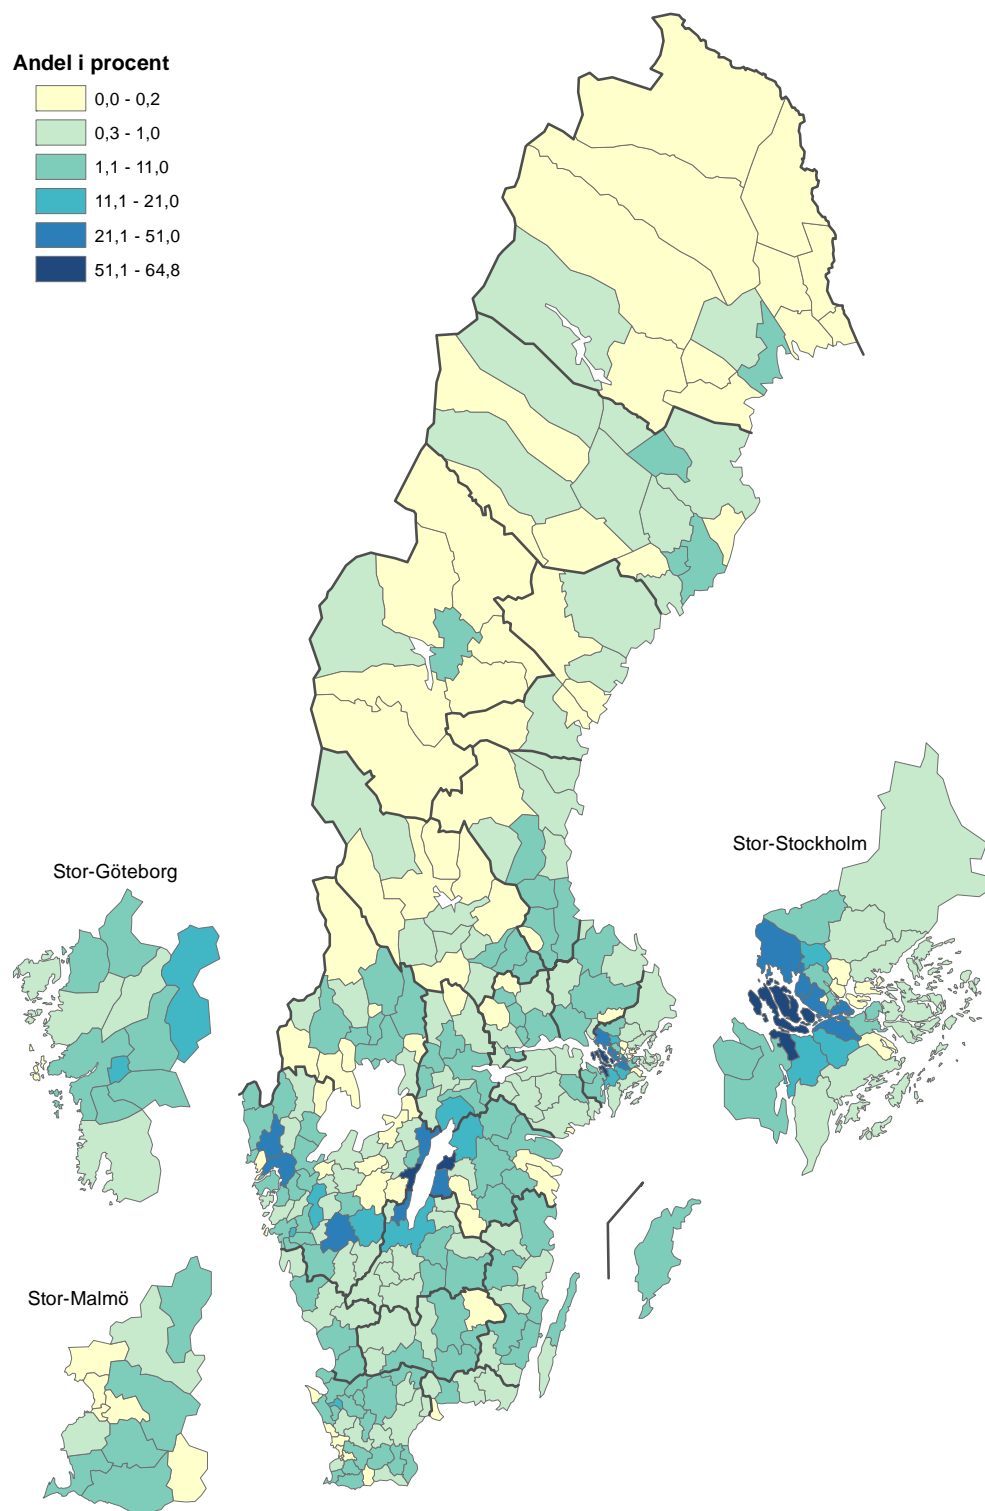 Andel i procent
0,0 - 0,2
0,3 - 1,0
1,1 - 11,0
11,1 - 21,0
21,1 - 51,0
51,1 - 64,8
Stor-Stockholm
Stor-Göteborg
Stor-Malmö